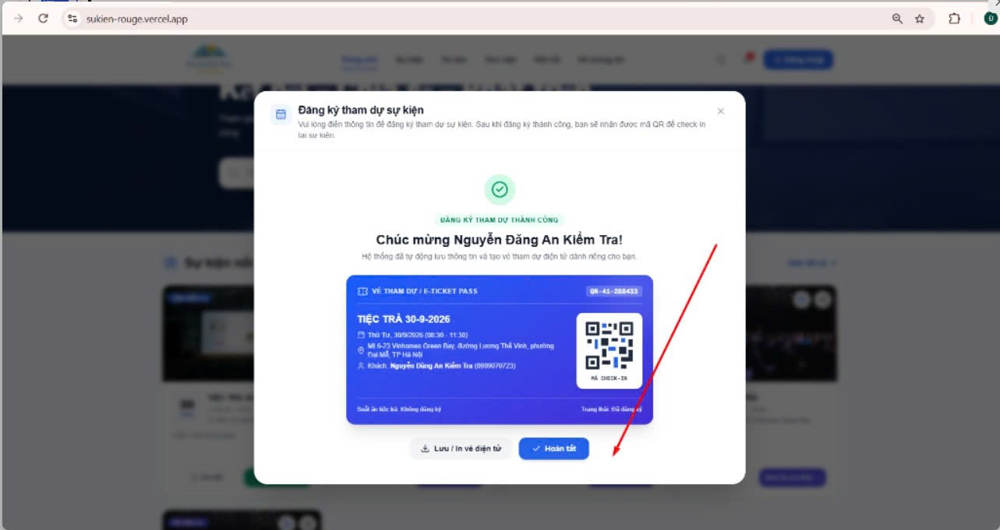 sukien-rouge.vercel.app
Đăng ký tham dự sự kiện
Vui lòng điền thông tin để đăng ký tham dự sự kiện. Sau khi đăng ký thành công, bạn sẽ nhận được mã QR để check in
tại sự kiện.
ĐĂNG KÝ THAM DỰ THÀNH CÔNG
Chúc mừng Nguyễn Đăng An Kiểm Tra!
Hệ thống đã tự động lưu thông tin và tạo vé tham dự điện tử dành riêng cho bạn.
VÉ THAM DỰ / E-TICKET PASS
QR-41-288433
TIỆC TRÀ 30-9-2026
Thứ Tư, 30/9/2026 (08:30 - 11:30)
Ml 6-23 Vinhomes Green Bay, đường Lương Thế Vinh, phường
Đại Mỗ, TP Hà Nội
Khách: Nguyễn Đăng An Kiểm Tra (0909070723)
MÃ CHECK-IN
Suất ăn tiệc trà: Không đăng ký
Trạng thái: Đã đăng ký
Lưu / In vé điện tử
Hoàn tất